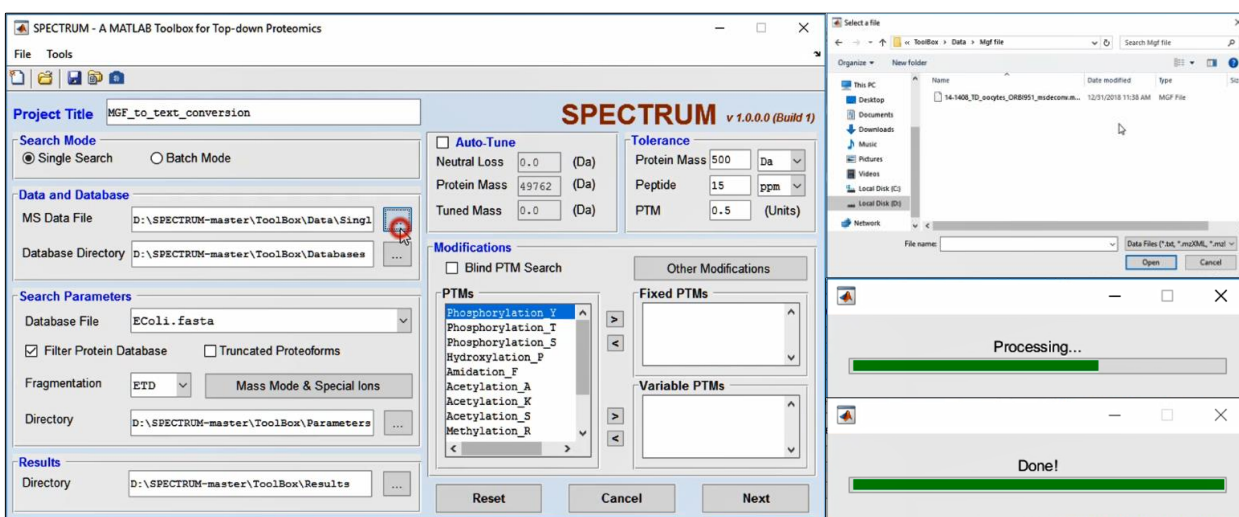 SPECTRUM - A MATLAB Toolbox for Top-down Proteomics
File Tools
Project Title MGF_to_text_conversion
SPECTRUM v 1.0.0.0 (Build 1)
Search Mode
Single Search Batch Mode
Data and Database
MS Data File D:\SPECTRUM-master\ToolBox\Data\Singl ...
Database Directory D:\SPECTRUM-master\ToolBox\Databases ...
Search Parameters
Database File EColi.fasta
Filter Protein Database Truncated Proteoforms
Fragmentation ETD Mass Mode & Special Ions
Directory D:\SPECTRUM-master\ToolBox\Parameters ...
Results
Directory D:\SPECTRUM-master\ToolBox\Results ...
Auto-Tune
Neutral Loss 0.0 (Da)
Protein Mass 49762 (Da)
Tuned Mass 0.0 (Da)
Tolerance
Protein Mass 500 Da
Peptide 15 ppm
PTM 0.5 (Units)
Modifications
Blind PTM Search Other Modifications
PTMs
Phosphorylation_Y
Phosphorylation_T
Phosphorylation_S
Hydroxylation_P
Amidation_F
Acetylation_A
Acetylation_K
Acetylation_S
Methylation_R
>
<
Fixed PTMs
>
<
Variable PTMs
Reset Cancel Next
Select a file
« ToolBox > Data > Mgf file Search Mgf file
Organize New folder
Name Date modified Type Siz
14-1408_TD_oocytes_ORBI951_msdeconv.m... 12/31/2018 11:38 AM MGF File
This PC
Desktop
Documents
Downloads
Music
Pictures
Videos
Local Disk (C:)
Local Disk (D:)
Network
File name: Data Files (*.txt, *.mzXML, *.mzl
Open Cancel
Processing...
Done!